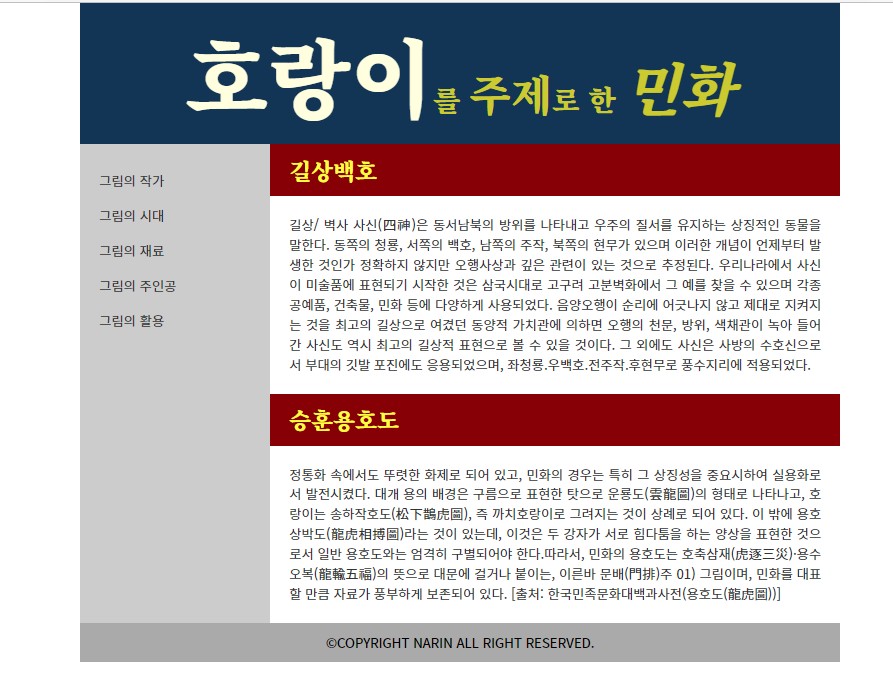 호랑이를 주제로 한 민화
그림의 작가
그림의 시대
그림의 재료
그림의 주인공
그림의 활용
길상백호
길상/ 벽사 사신(四神)은 동서남북의 방위를 나타내고 우주의 질서를 유지하는 상징적인 동물을
말한다. 동쪽의 청룡, 서쪽의 백호, 남쪽의 주작, 북쪽의 현무가 있으며 이러한 개념이 언제부터 발
생한 것인가 정확하지 않지만 오행사상과 깊은 관련이 있는 것으로 추정된다. 우리나라에서 사신
이 미술품에 표현되기 시작한 것은 삼국시대로 고구려 고분벽화에서 그 예를 찾을 수 있으며 각종
공예품, 건축물, 민화 등에 다양하게 사용되었다. 음양오행이 순리에 어긋나지 않고 제대로 지켜지
는 것을 최고의 길상으로 여겼던 동양적 가치관에 의하면 오행의 천문, 방위, 색채관이 녹아 들어
간 사신도 역시 최고의 길상적 표현으로 볼 수 있을 것이다. 그 외에도 사신은 사방의 수호신으로
서 부대의 깃발 포진에도 응용되었으며, 좌청룡.우백호.전주작.후현무로 풍수지리에 적용되었다.
승훈용호도
정통화 속에서도 뚜렷한 화제로 되어 있고, 민화의 경우는 특히 그 상징성을 중요시하여 실용화로
서 발전시켰다. 대개 용의 배경은 구름으로 표현한 탓으로 운룡도(雲龍圖)의 형태로 나타나고, 호
랑이는 송하작호도(松下鵲虎圖), 즉 까치호랑이로 그려지는 것이 상례로 되어 있다. 이 밖에 용호
상박도(龍虎相搏圖)라는 것이 있는데, 이것은 두 강자가 서로 힘다툼을 하는 양상을 표현한 것으
로서 일반 용호도와는 엄격히 구별되어야 한다.따라서, 민화의 용호도는 호축삼재(虎逐三災)·용수
오복(龍輸五福)의 뜻으로 대문에 걸거나 붙이는, 이른바 문배(門排)주 01) 그림이며, 민화를 대표
할 만큼 자료가 풍부하게 보존되어 있다. [출처: 한국민족문화대백과사전(용호도(龍虎圖))]
©COPYRIGHT NARIN ALL RIGHT RESERVED.